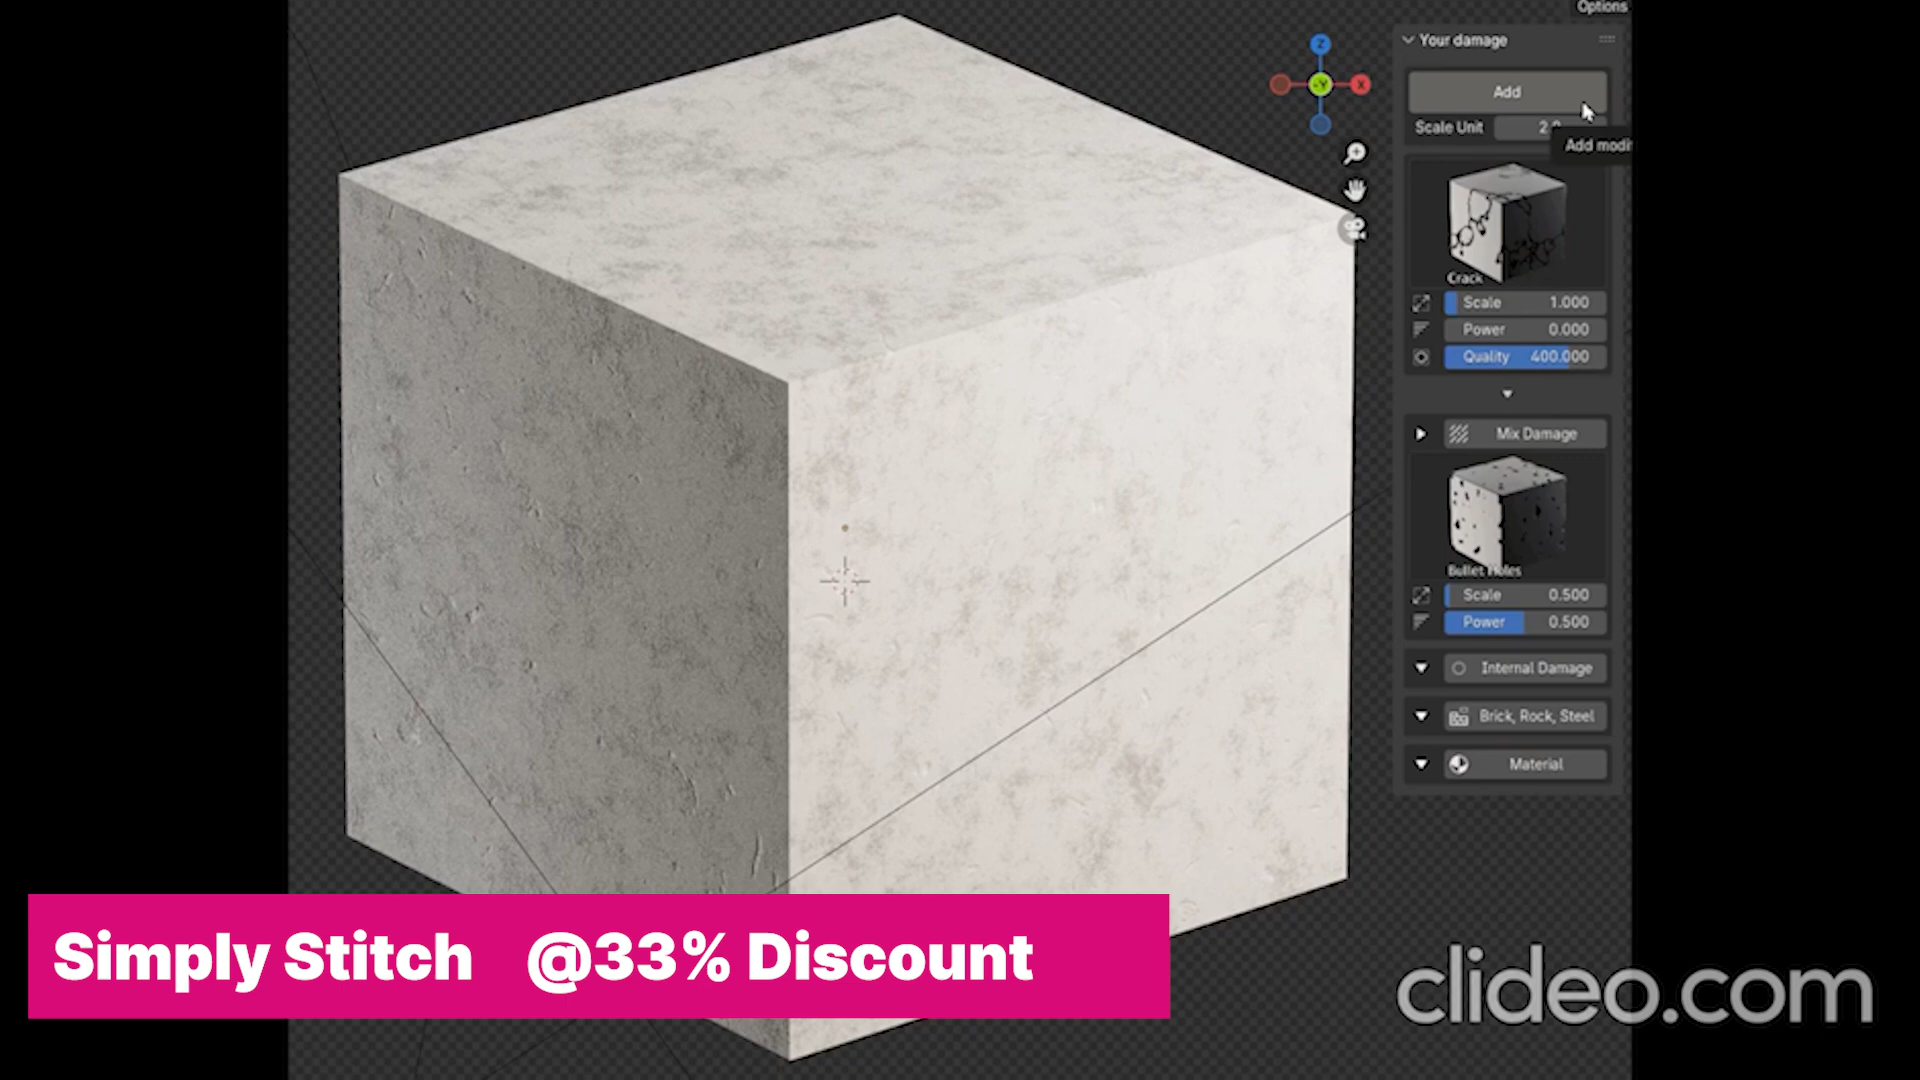 Options
Your damage
Add
Scale Unit
Add modi
Z
Y
X
Crack
Scale 1.000
Power 0.000
Quality 400.000
Mix Damage
Bullet Holes
Scale 0.500
Power 0.500
Internal Damage
Brick, Rock, Steel
Material
Simply Stitch @33% Discount
clideo.com